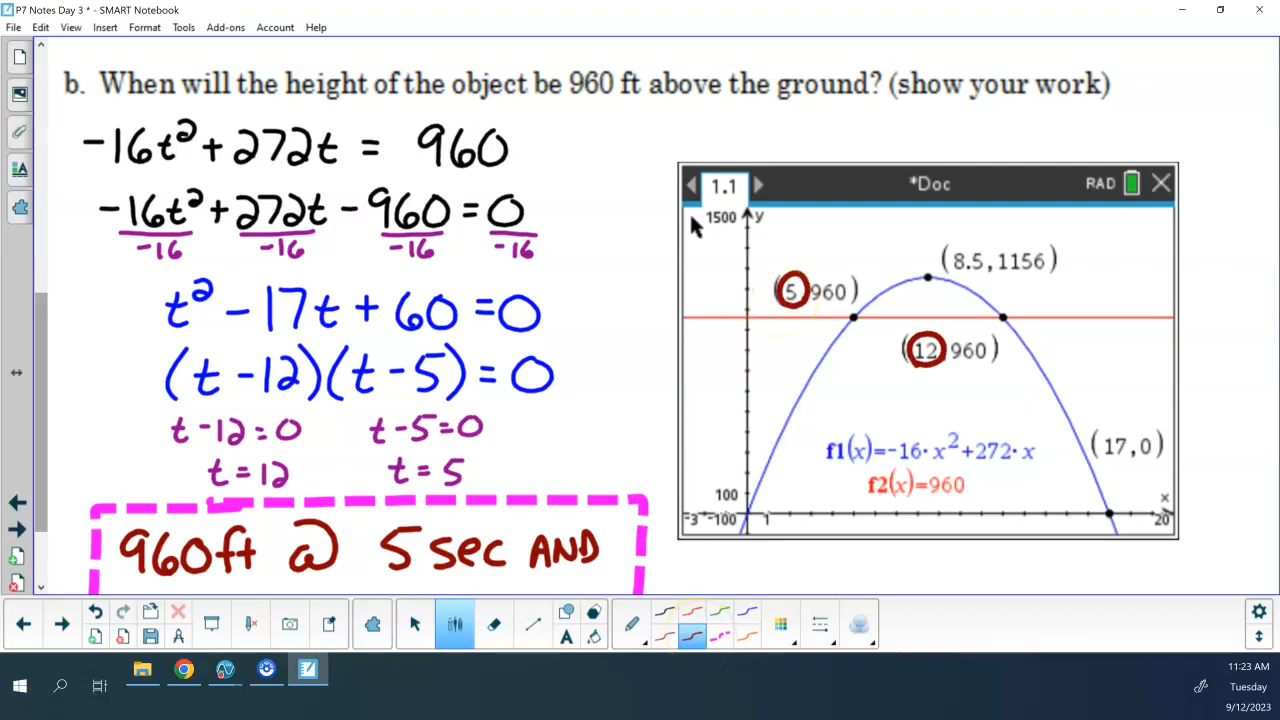 P7 Notes Day 3 * - SMART Notebook
File Edit View Insert Format Tools Add-ons Account Help
b. When will the height of the object be 960 ft above the ground? (show your work)
-16t²+272t = 960
-16t²+272t-960=0
-16 -16 -16 -16
t²-17t+60=0
(t-12)(t-5)=0
t-12=0 t-5=0
t=12 t=5
960ft @ 5 sec AND
1.1 *Doc RAD
1500 y
(8.5,1156)
(5,960)
(12,960)
f1(x)=-16·x²+272·x
(17,0)
f2(x)=960
100
x
-3 -100 1 20
A
11:23 AM
Tuesday
9/12/2023